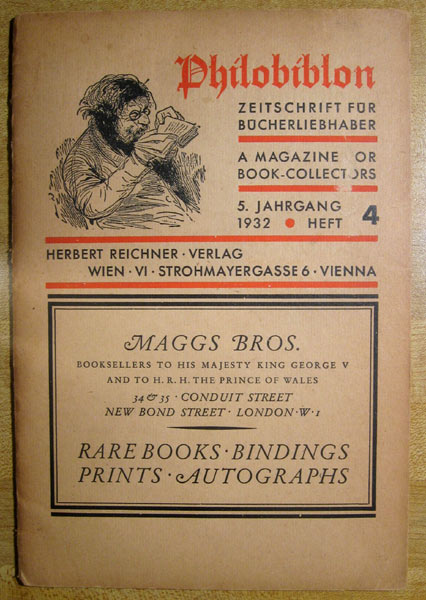 Philobiblon
ZEITSCHRIFT FÜR
BÜCHERLIEBHABER
A MAGAZINE OR
BOOK-COLLECTORS
5. JAHRGANG
1932 • HEFT 4
HERBERT REICHNER · VERLAG
WIEN · VI · STROHMAYERGASSE 6 · VIENNA
MAGGS BROS.
BOOKSELLERS TO HIS MAJESTY KING GEORGE V
AND TO H. R. H. THE PRINCE OF WALES
34 & 35 · CONDUIT STREET
NEW BOND STREET · LONDON · W · 1
RARE BOOKS · BINDINGS
PRINTS · AUTOGRAPHS